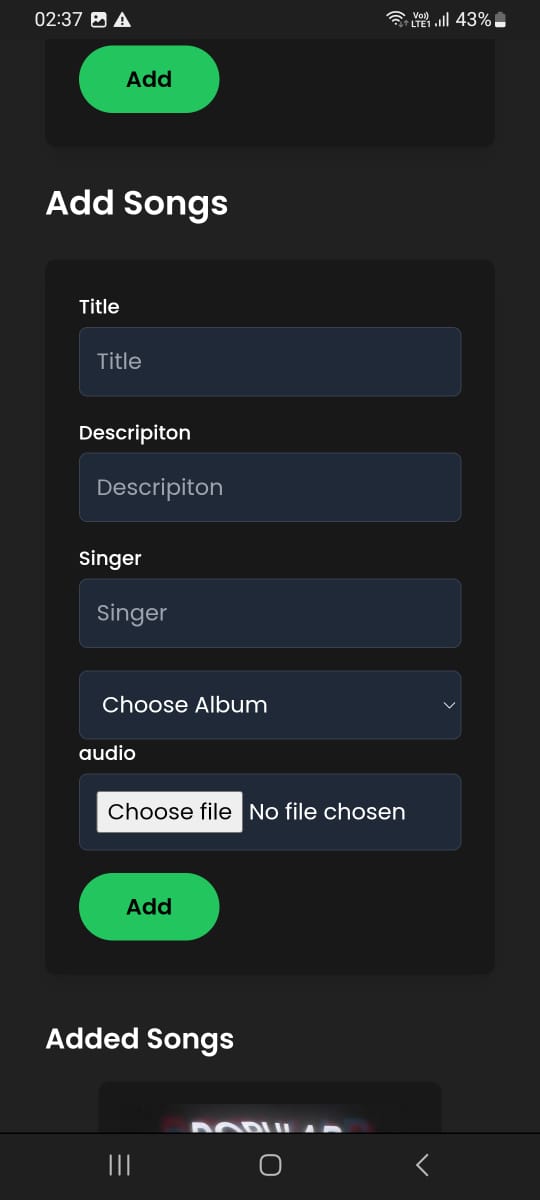 02:37
Vo)) LTE1 43%
Add
Add Songs
Title
Title
Descripiton
Descripiton
Singer
Singer
Choose Album
audio
Choose file No file chosen
Add
Added Songs
POPULAR